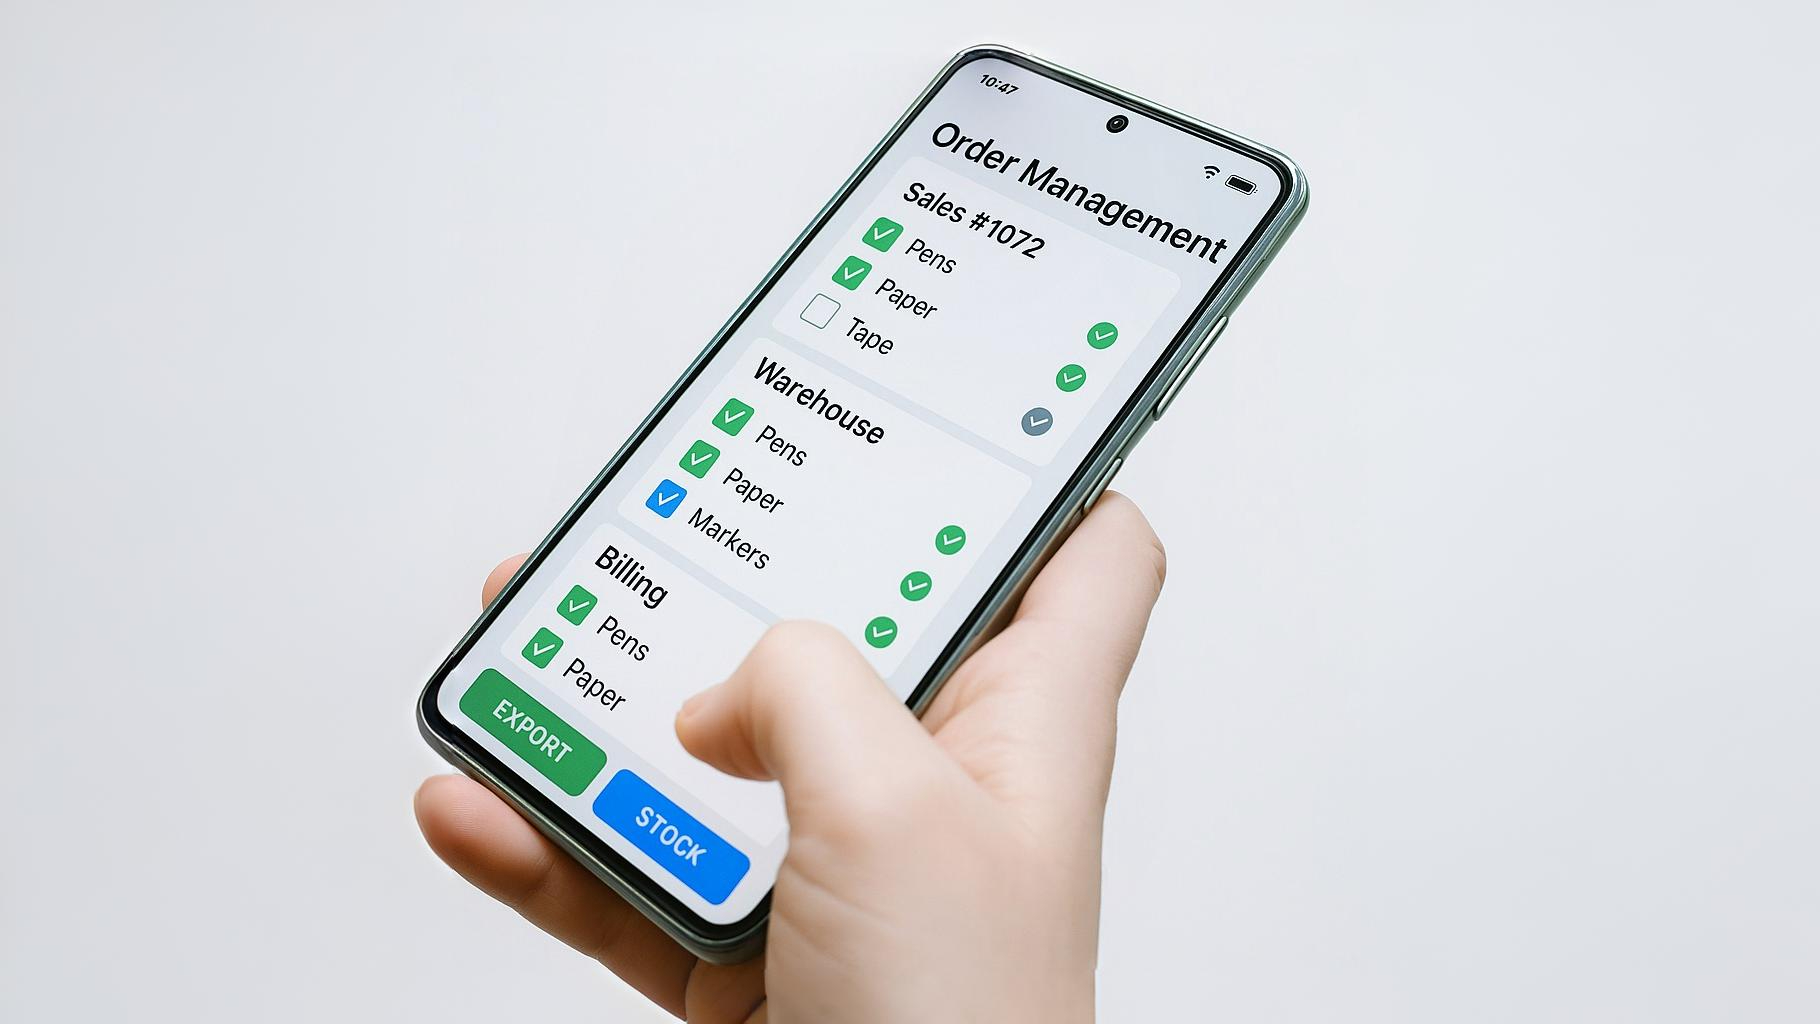 10:47
Order Management
Sales #1072
Pens
Paper
Tape
Warehouse
Pens
Paper
Markers
Billing
Pens
Paper
EXPORT
STOCK